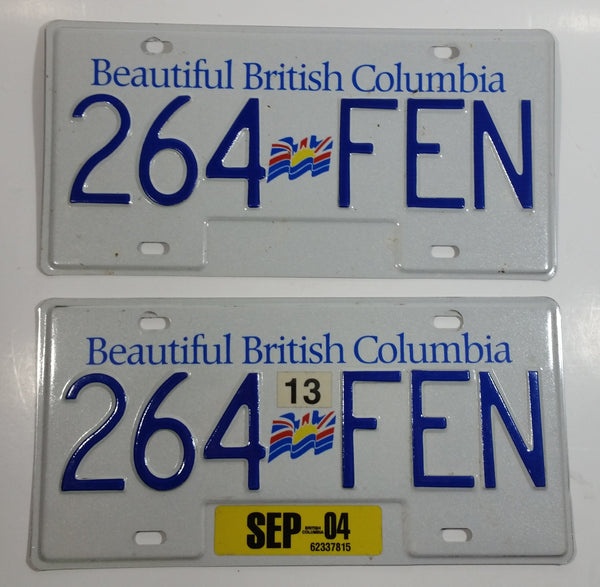 Beautiful British Columbia
264 FEN
Beautiful British Columbia
13
264 FEN
SEP BRITISH COLUMBIA 04
62337815